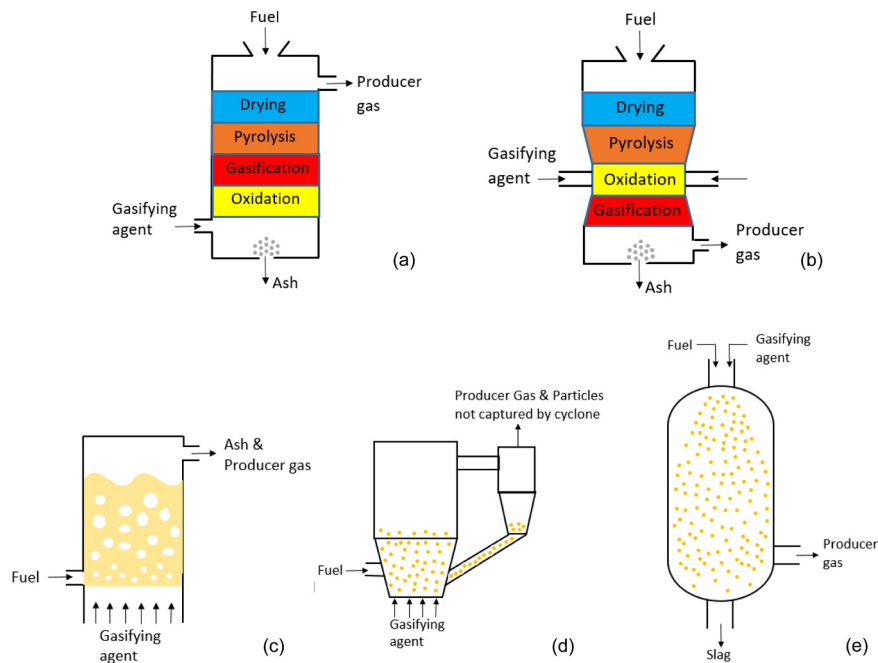 Fuel
Producer
gas
Drying
Pyrolysis
Gasification
Oxidation
Gasifying
agent
Ash
(a)
Fuel
Drying
Pyrolysis
Gasifying
agent
Oxidation
Gasification
Producer
gas
Ash
(b)
Ash &
Producer gas
Fuel
Gasifying
agent
(c)
Producer Gas & Particles
not captured by cyclone
Fuel
Gasifying
agent
(d)
Fuel
Gasifying
agent
Producer
gas
Slag
(e)